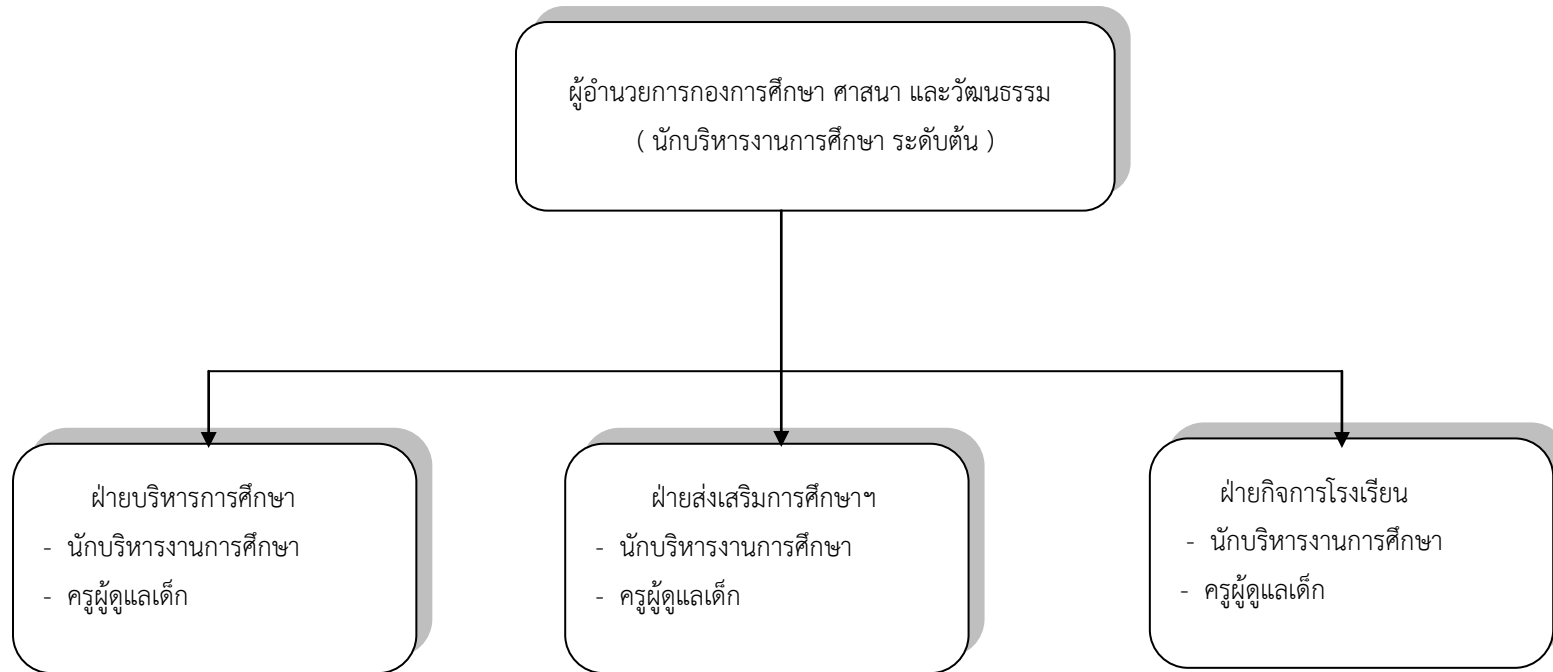 ผู้อำนวยการกองการศึกษา ศาสนา และวัฒนธรรม
( นักบริหารงานการศึกษา ระดับต้น )
ฝ่ายบริหารการศึกษา
- นักบริหารงานการศึกษา
- ครูผู้ดูแลเด็ก
ฝ่ายส่งเสริมการศึกษาฯ
- นักบริหารงานการศึกษา
- ครูผู้ดูแลเด็ก
ฝ่ายกิจการโรงเรียน
- นักบริหารงานการศึกษา
- ครูผู้ดูแลเด็ก